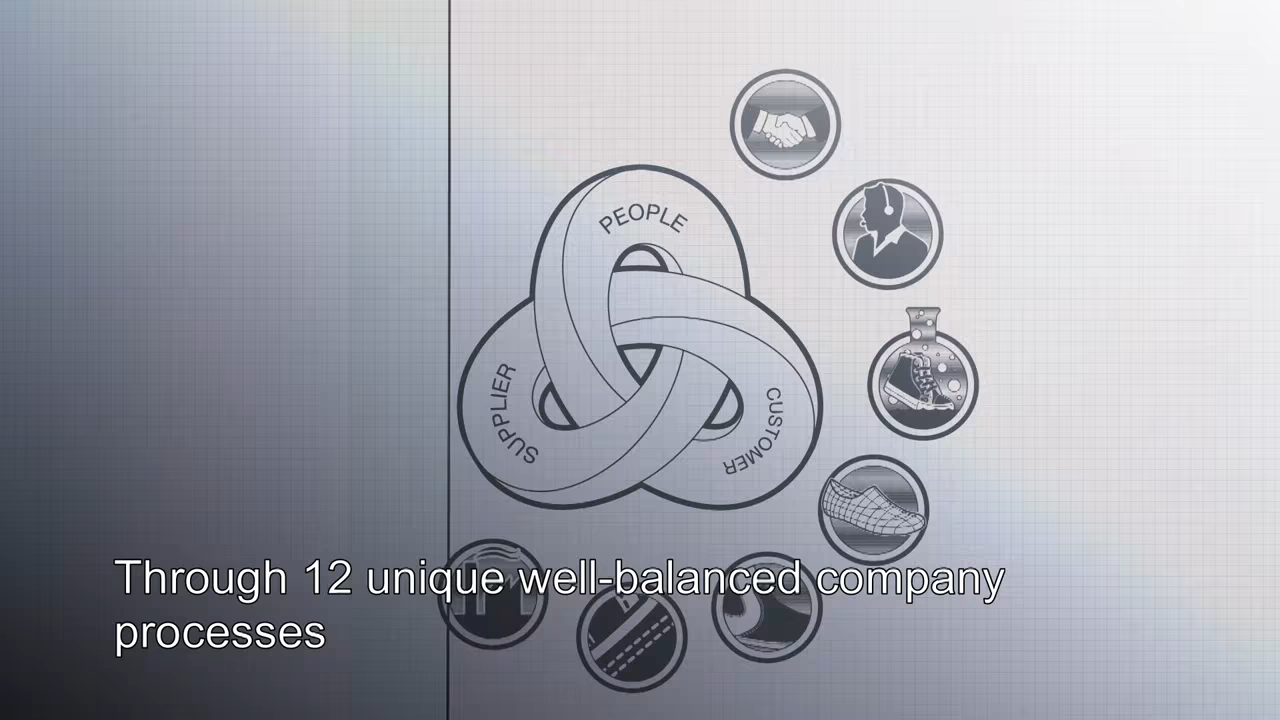 PEOPLE
SUPPLIER
CUSTOMER
Through 12 unique well-balanced company
processes